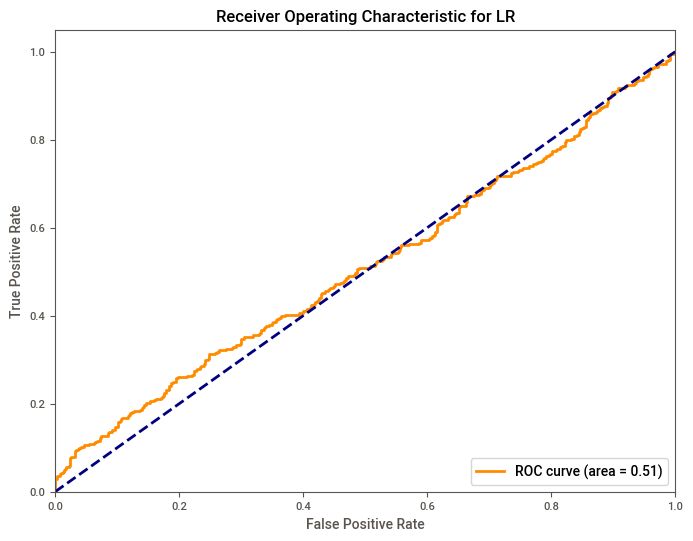 Receiver Operating Characteristic for LR
True Positive Rate
1.0
0.8
0.6
0.4
0.2
0.0
ROC curve (area = 0.51)
0.0 0.2 0.4 0.6 0.8 1.0
False Positive Rate